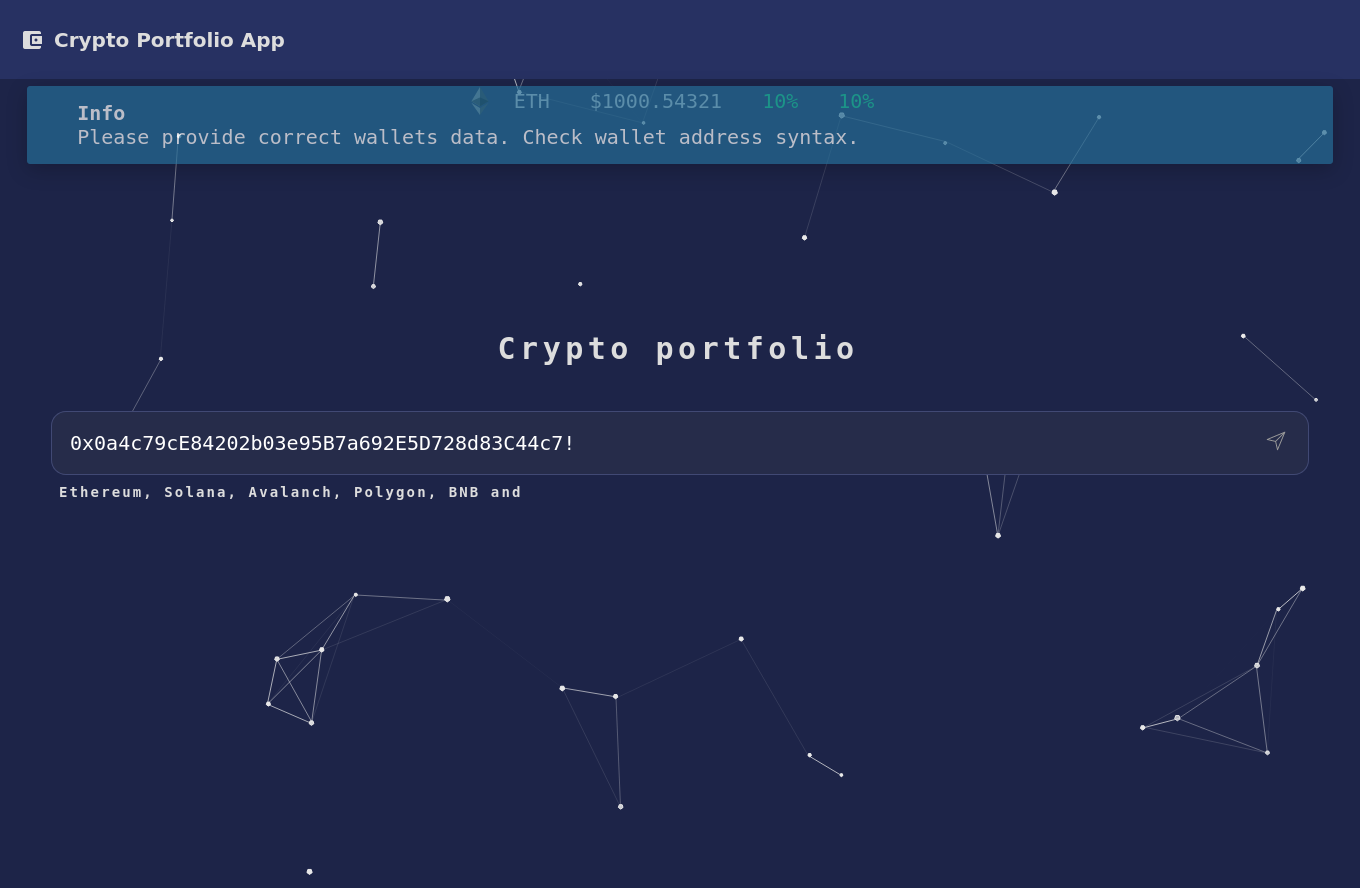 Crypto Portfolio App
ETH $1000.54321 10% 10%
Info
Please provide correct wallets data. Check wallet address syntax.
Crypto portfolio
0x0a4c79cE84202b03e95B7a692E5D728d83C44c7!
Ethereum, Solana, Avalanch, Polygon, BNB and